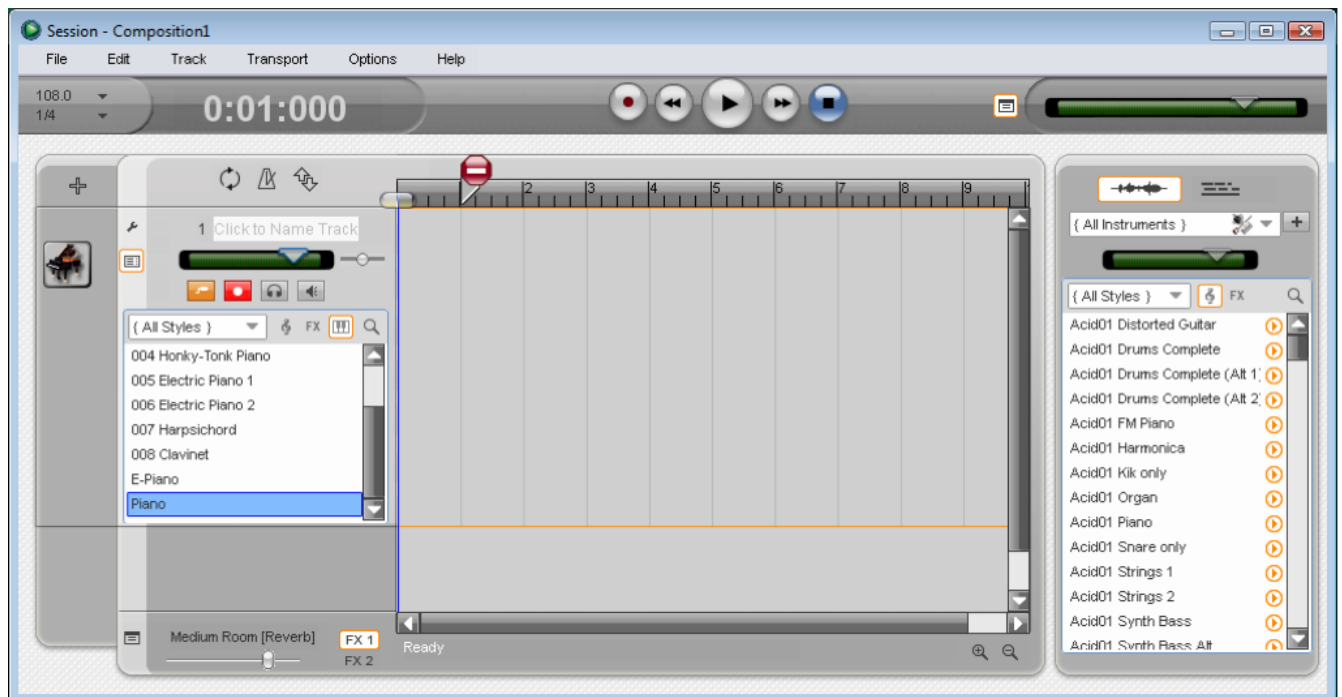 Session - Composition1
File Edit Track Transport Options Help
108.0
1/4
0:01:000
2 3 4 5 6 7 8 9
1 Click to Name Track
{ All Styles } FX
004 Honky-Tonk Piano
005 Electric Piano 1
006 Electric Piano 2
007 Harpsichord
008 Clavinet
E-Piano
Piano
Medium Room [Reverb] FX 1
FX 2
Ready
{ All Instruments }
{ All Styles } FX
Acid01 Distorted Guitar
Acid01 Drums Complete
Acid01 Drums Complete (Alt 1)
Acid01 Drums Complete (Alt 2)
Acid01 FM Piano
Acid01 Harmonica
Acid01 Kik only
Acid01 Organ
Acid01 Piano
Acid01 Snare only
Acid01 Strings 1
Acid01 Strings 2
Acid01 Synth Bass
Acid01 Synth Bass Alt